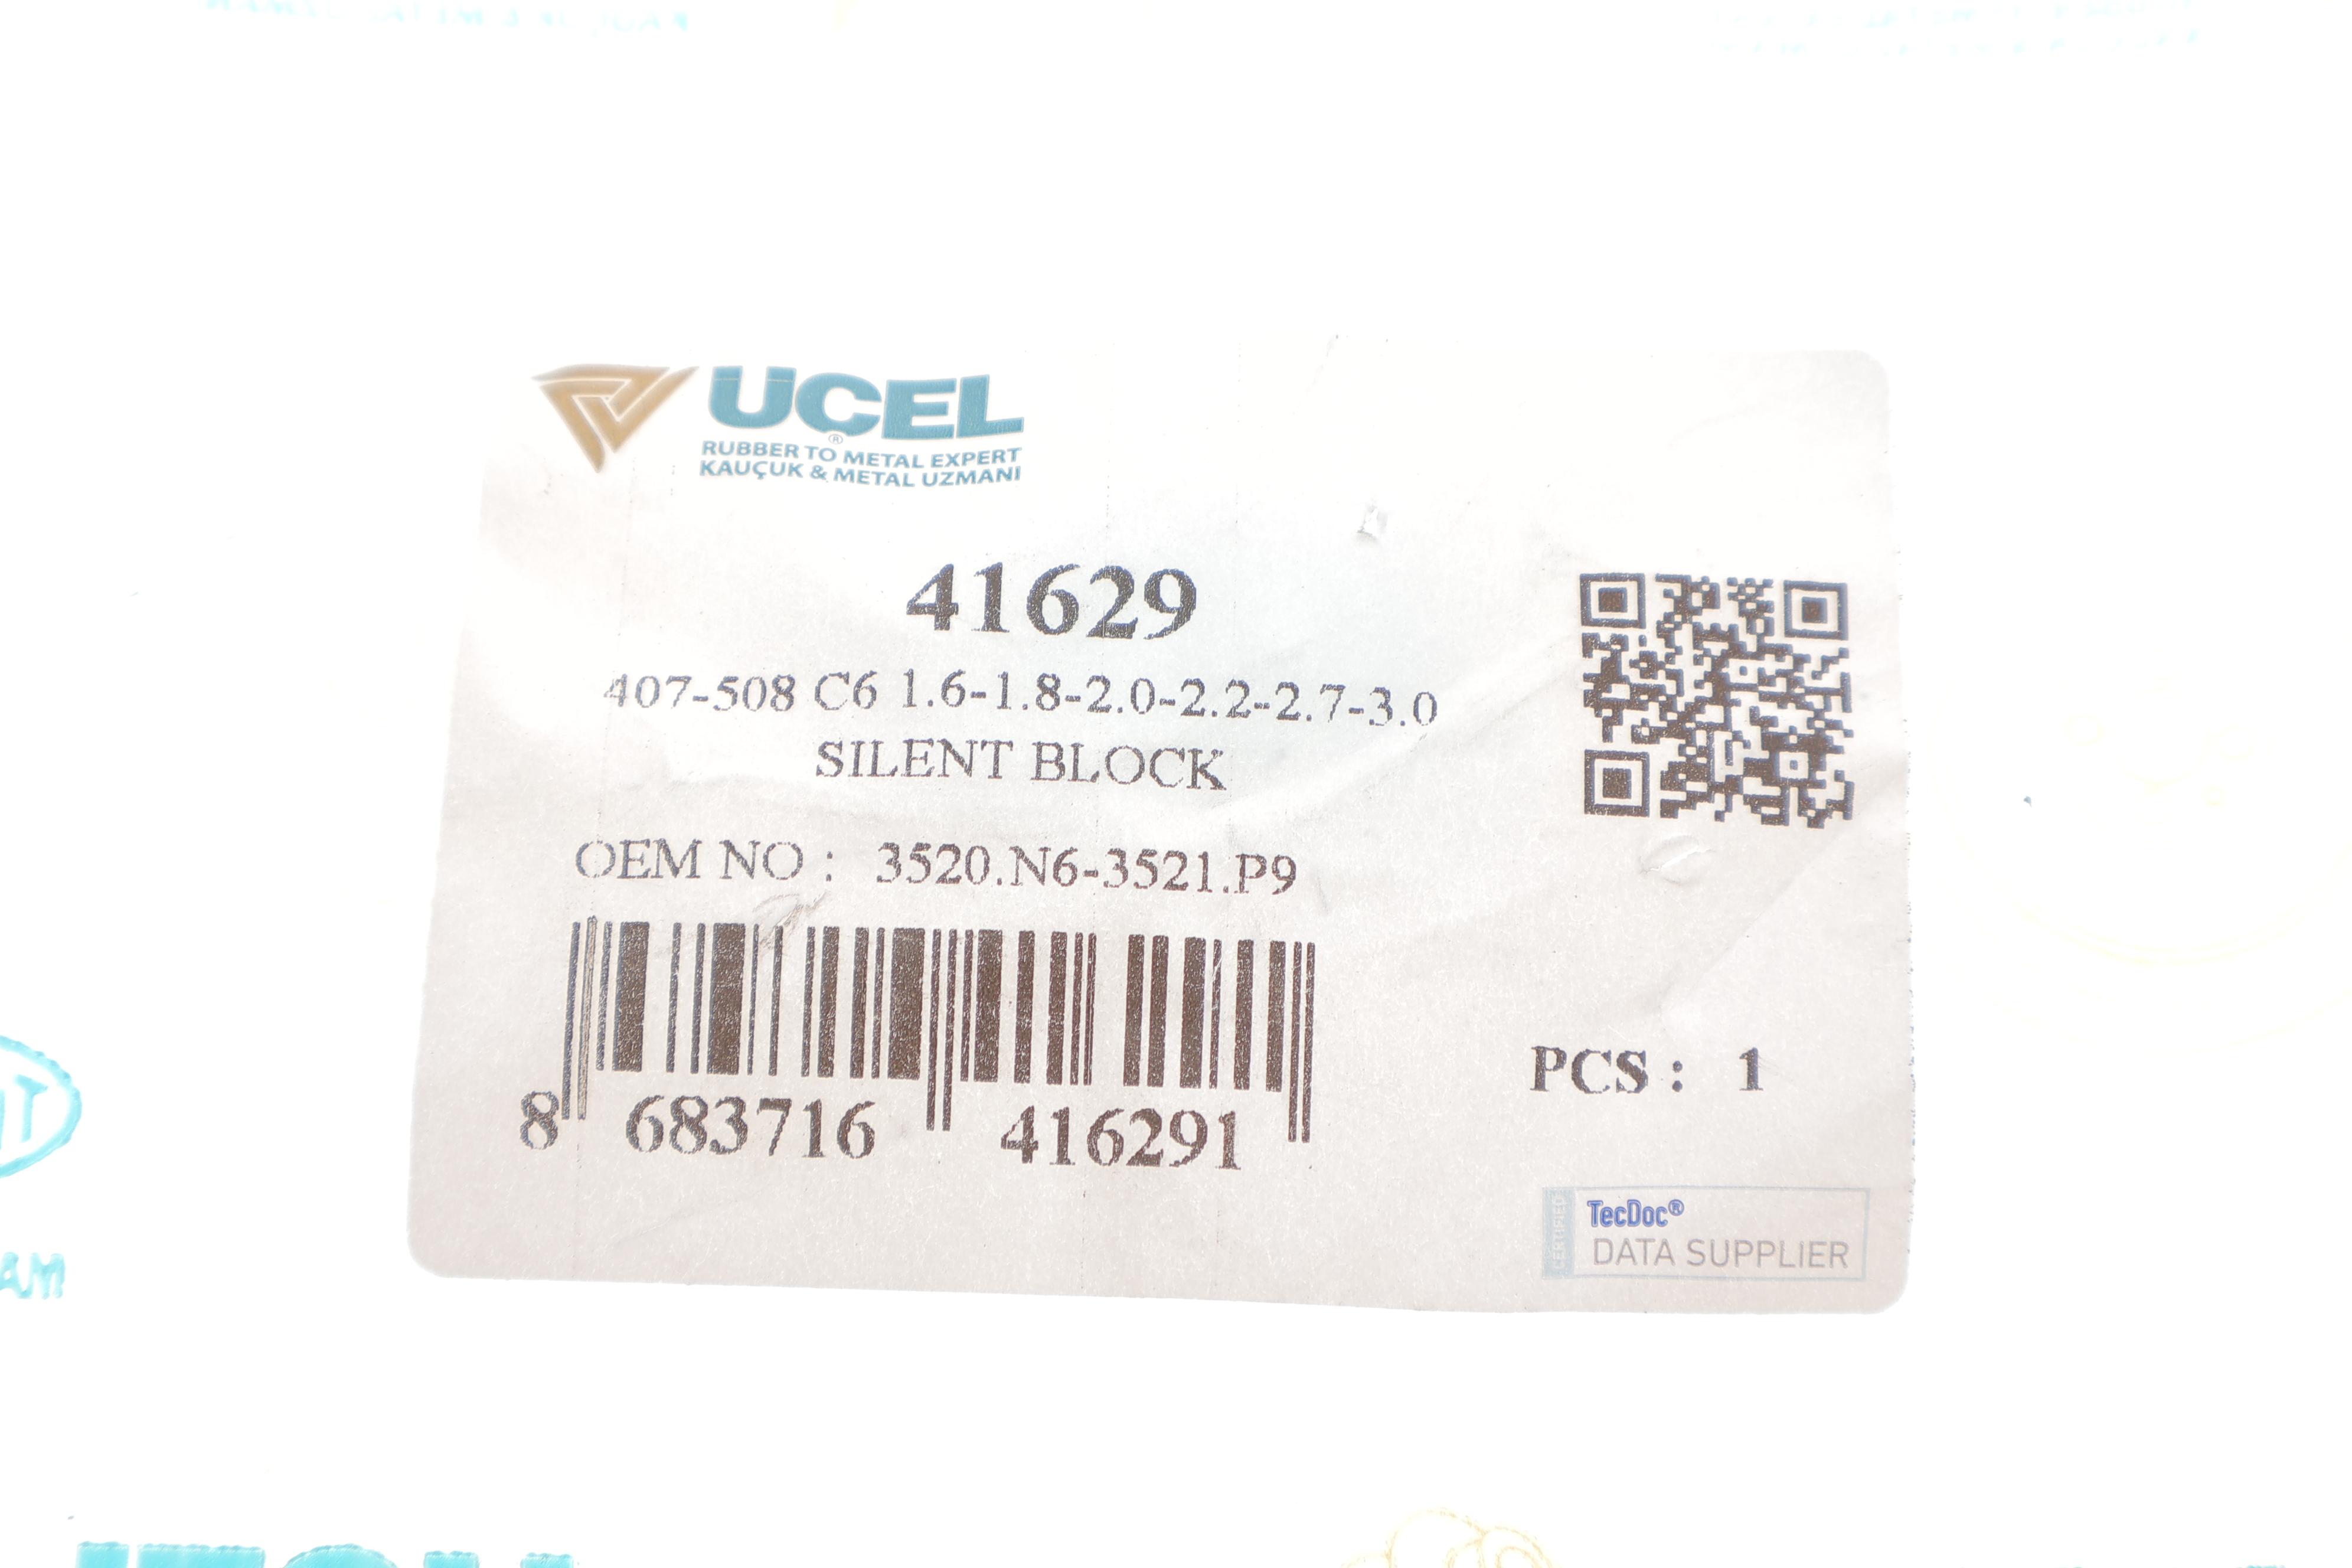 UÇEL®
RUBBER TO METAL EXPERT
KAUÇUK & METAL UZMANI
41629
407-508 C6 1.6-1.8-2.0-2.2-2.7-3.0
SILENT BLOCK
OEM NO : 3520.N6-3521.P9
8 683716 416291
PCS : 1
CERTIFIED
TecDoc®
DATA SUPPLIER